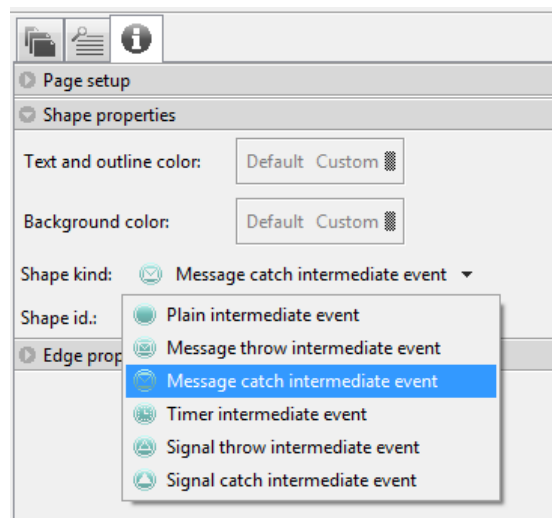 Page setup
Shape properties
Text and outline color: Default Custom
Background color: Default Custom
Shape kind: Message catch intermediate event
Shape id.:
Plain intermediate event
Message throw intermediate event
Edge prop
Message catch intermediate event
Timer intermediate event
Signal throw intermediate event
Signal catch intermediate event